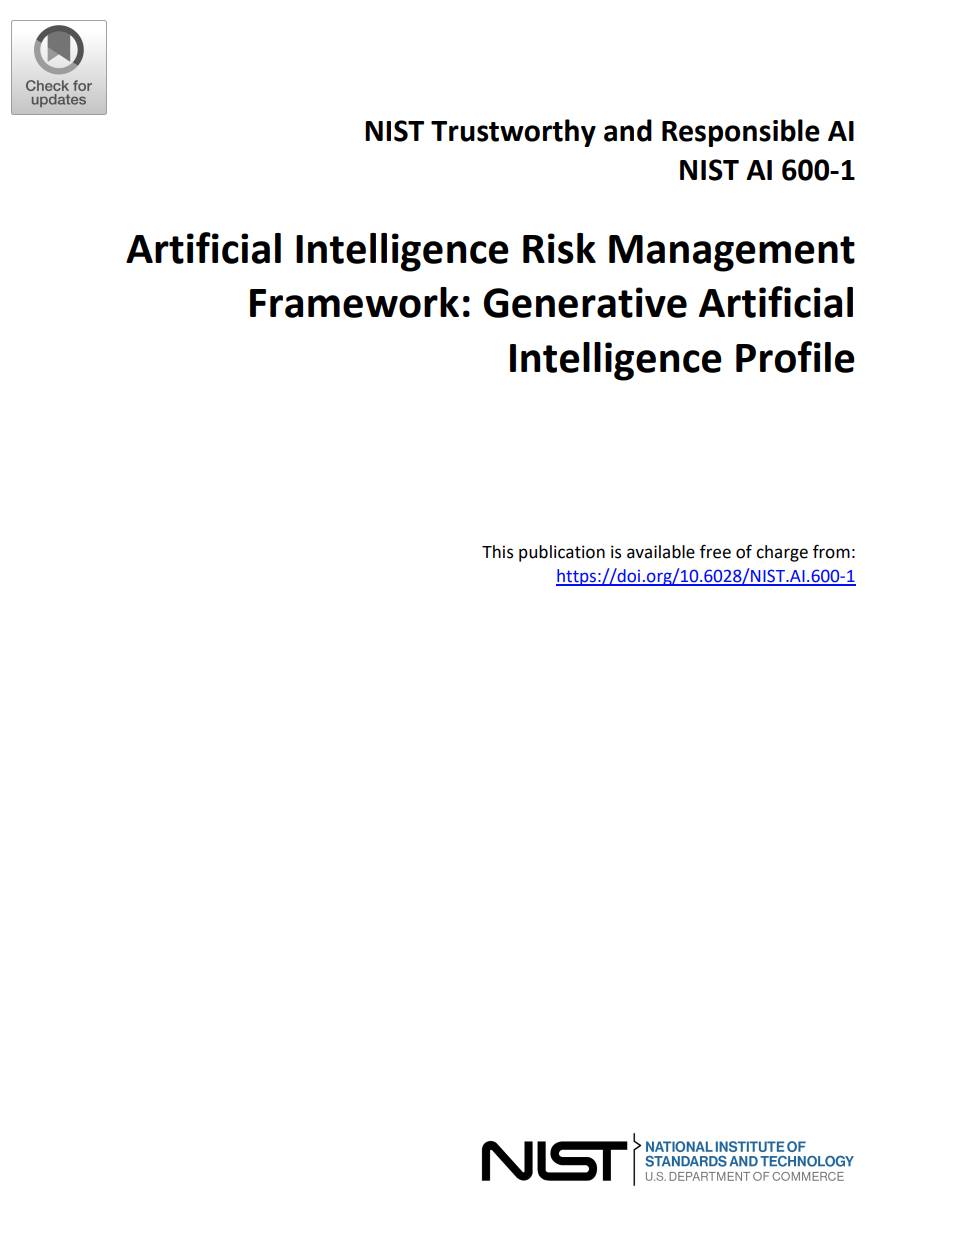 Check for
updates
NIST Trustworthy and Responsible AI
NIST AI 600-1
Artificial Intelligence Risk Management
Framework: Generative Artificial
Intelligence Profile
This publication is available free of charge from:
https://doi.org/10.6028/NIST.AI.600-1
NIST
NATIONAL INSTITUTE OF
STANDARDS AND TECHNOLOGY
U.S. DEPARTMENT OF COMMERCE